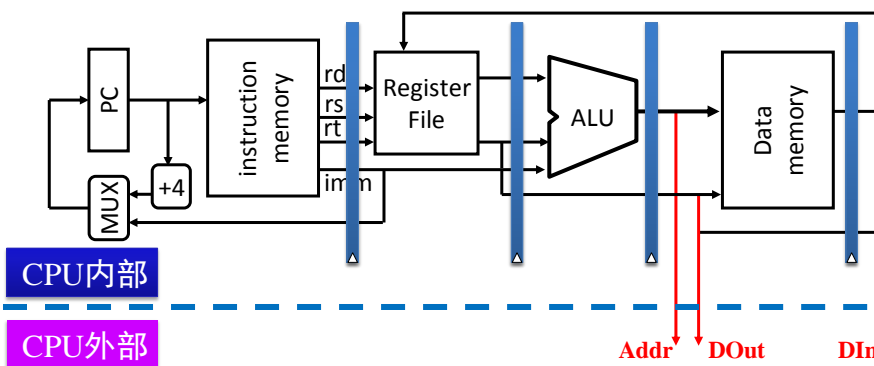 PC
+4
MUX
instruction
memory
rd
rs
rt
imm
Register
File
ALU
Data
memory
CPU内部
CPU外部
Addr
DOut
DIn